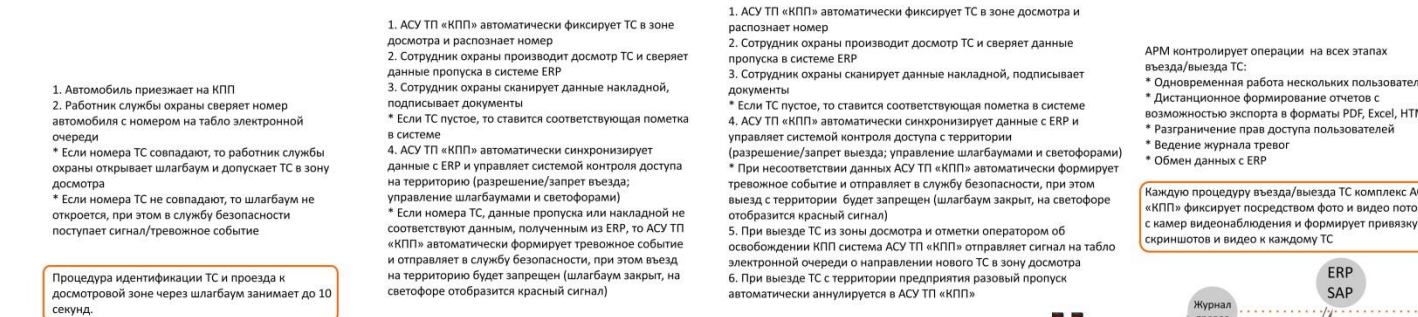 1. Автомобиль приезжает на КПП
2. Работник службы охраны сверяет номер
автомобиля с номером на табло электронной
очереди
* Если номера ТС совпадают, то работник службы
охраны открывает шлагбаум и допускает ТС в зону
досмотра
* Если номера ТС не совпадают, то шлагбаум не
откроется, при этом в службу безопасности
поступает сигнал/тревожное событие
Процедура идентификации ТС и проезда к
досмотровой зоне через шлагбаум занимает до 10
секунд.
1. АСУ ТП «КПП» автоматически фиксирует ТС в зоне
досмотра и распознает номер
2. Сотрудник охраны производит досмотр ТС и сверяет
данные пропуска в системе ERP
3. Сотрудник охраны сканирует данные накладной,
подписывает документы
* Если ТС пустое, то ставится соответствующая пометка
в системе
4. АСУ ТП «КПП» автоматически синхронизирует
данные с ERP и управляет системой контроля доступа
на территорию (разрешение/запрет въезда;
управление шлагбаумами и светофорами)
* Если номера ТС, данные пропуска или накладной не
соответствуют данным, полученным из ERP, то АСУ ТП
«КПП» автоматически формирует тревожное событие
и отправляет в службу безопасности, при этом въезд
на территорию будет запрещен (шлагбаум закрыт, на
светофоре отобразится красный сигнал)
1. АСУ ТП «КПП» автоматически фиксирует ТС в зоне досмотра и
распознает номер
2. Сотрудник охраны производит досмотр ТС и сверяет данные
пропуска в системе ERP
3. Сотрудник охраны сканирует данные накладной, подписывает
документы
* Если ТС пустое, то ставится соответствующая пометка в системе
4. АСУ ТП «КПП» автоматически синхронизирует данные с ERP и
управляет системой контроля доступа с территории
(разрешение/запрет выезда; управление шлагбаумами и светофорами)
* При несоответствии данных АСУ ТП «КПП» автоматически формирует
тревожное событие и отправляет в службу безопасности, при этом
выезд с территории будет запрещен (шлагбаум закрыт, на светофоре
отобразится красный сигнал)
5. При выезде ТС из зоны досмотра и отметки оператором об
освобождении КПП система АСУ ТП «КПП» отправляет сигнал на табло
электронной очереди о направлении нового ТС в зону досмотра
6. При выезде ТС с территории предприятия разовый пропуск
автоматически аннулируется в АСУ ТП «КПП»
АРМ контролирует операции на всех этапах
въезда/выезда ТС:
* Одновременная работа нескольких
* Дистанционное формирование отчетов с
возможностью экспорта в форматы PDF, Excel,
* Разграничение прав доступа пользователей
* Ведение журнала тревог
* Обмен данных с ERP
Каждую процедуру въезда/выезда ТС комплекс
«КПП» фиксирует посредством фото и видео
с камер видеонаблюдения и формирует привязку
скриншотов и видео к каждому ТС
ERP
SAP
Журнал